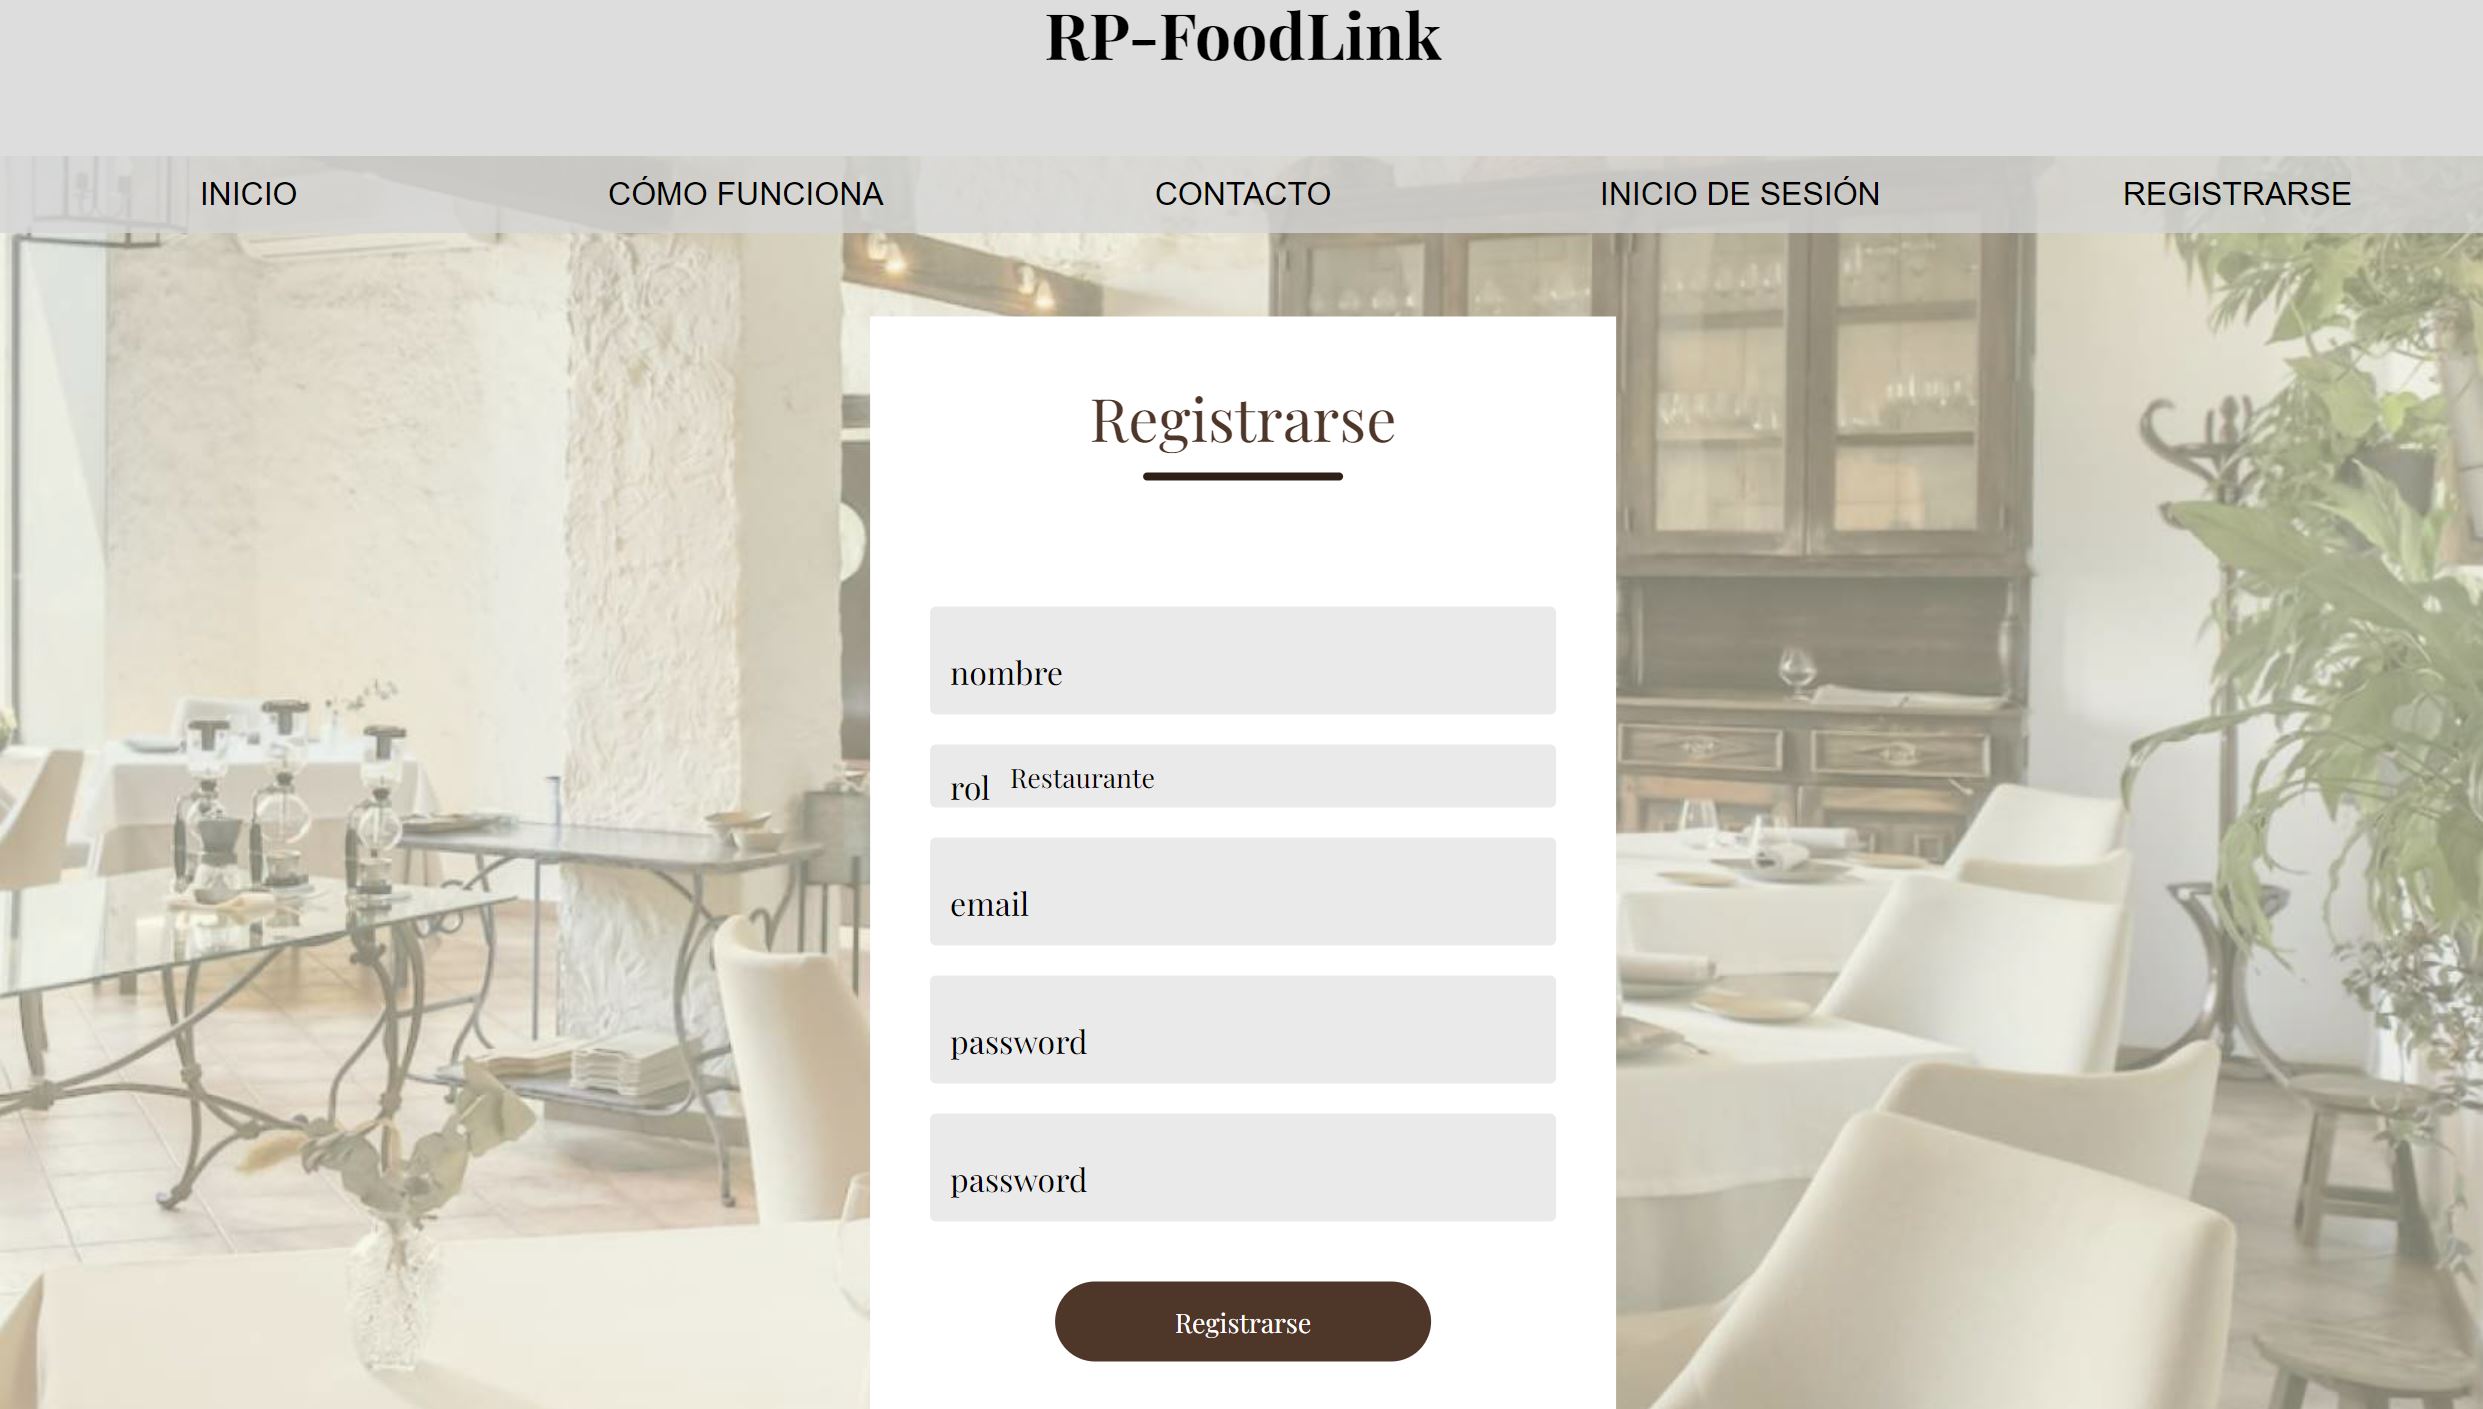 RP-FoodLink
INICIO CÓMO FUNCIONA CONTACTO INICIO DE SESIÓN REGISTRARSE
Registrarse
nombre
rol Restaurante
email
password
password
Registrarse